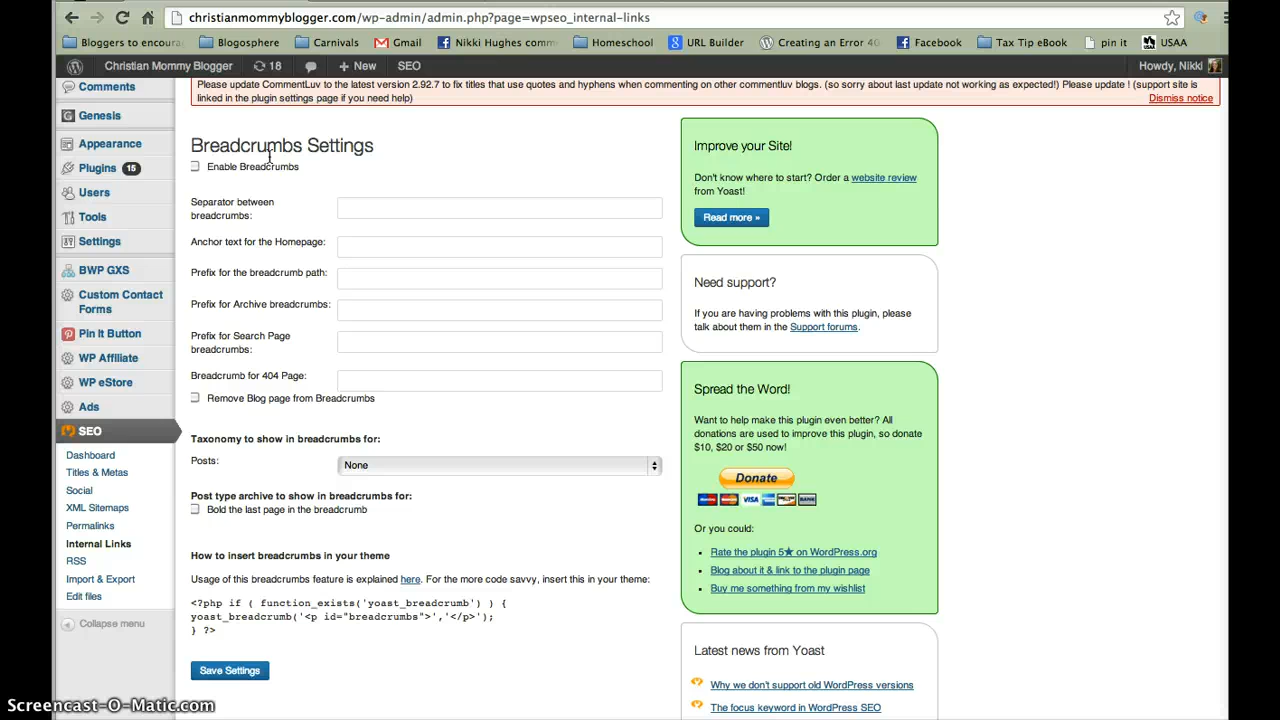 christianmommyblogger.com/wp-admin/admin.php?page=wpseo_internal-links
Bloggers to encoura
Blogosphere
Carnivals
Gmail
Nikki Hughes comm
Homeschool
URL Builder
Creating an Error 40
Facebook
Tax Tip eBook
pin it
USAA
Christian Mommy Blogger
18
+ New
SEO
Howdy, Nikki
Please update CommentLuv to the latest version 2.92.7 to fix titles that use quotes and hyphens when commenting on other commentluv blogs. (so sorry about last update not working as expected!) Please update ! (support site is
linked in the plugin settings page if you need help)
Dismiss notice
Comments
Genesis
Appearance
Plugins 15
Users
Tools
Settings
BWP GXS
Custom Contact
Forms
Pin It Button
WP Affiliate
WP eStore
Ads
SEO
Dashboard
Titles & Metas
Social
XML Sitemaps
Permalinks
Internal Links
RSS
Import & Export
Edit files
Collapse menu
Breadcrumbs Settings
Enable Breadcrumbs
Separator between
breadcrumbs:
Anchor text for the Homepage:
Prefix for the breadcrumb path:
Prefix for Archive breadcrumbs:
Prefix for Search Page
breadcrumbs:
Breadcrumb for 404 Page:
Remove Blog page from Breadcrumbs
Taxonomy to show in breadcrumbs for:
Posts:
None
Post type archive to show in breadcrumbs for:
Bold the last page in the breadcrumb
How to insert breadcrumbs in your theme
Usage of this breadcrumbs feature is explained here. For the more code savvy, insert this in your theme:
<?php if ( function_exists('yoast_breadcrumb') ) {
yoast_breadcrumb('<p id="breadcrumbs">','</p>');
} ?>
Save Settings
Improve your Site!
Don't know where to start? Order a website review
from Yoast!
Read more »
Need support?
If you are having problems with this plugin, please
talk about them in the Support forums.
Spread the Word!
Want to help make this plugin even better? All
donations are used to improve this plugin, so donate
$10, $20 or $50 now!
Donate
VISA
Or you could:
Rate the plugin 5★ on WordPress.org
Blog about it & link to the plugin page
Buy me something from my wishlist
Latest news from Yoast
Why we don't support old WordPress versions
The focus keyword in WordPress SEO
Screencast-O-Matic.com